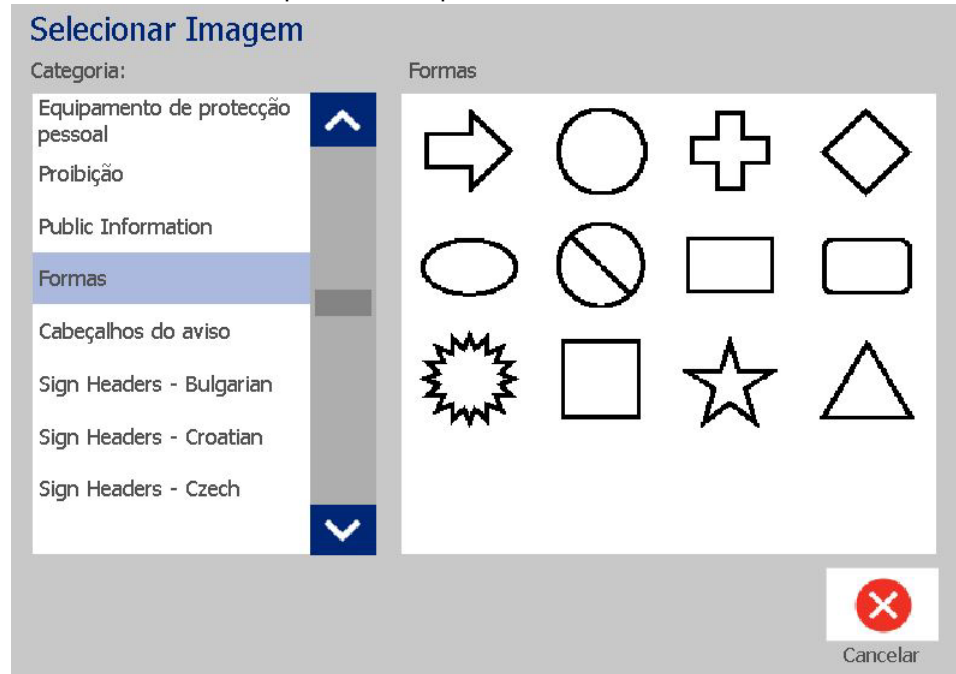 Selecionar Imagem
Categoria:
Formas
Equipamento de protecção
pessoal
Proibição
Public Information
Formas
Cabeçalhos do aviso
Sign Headers - Bulgarian
Sign Headers - Croatian
Sign Headers - Czech
Cancelar